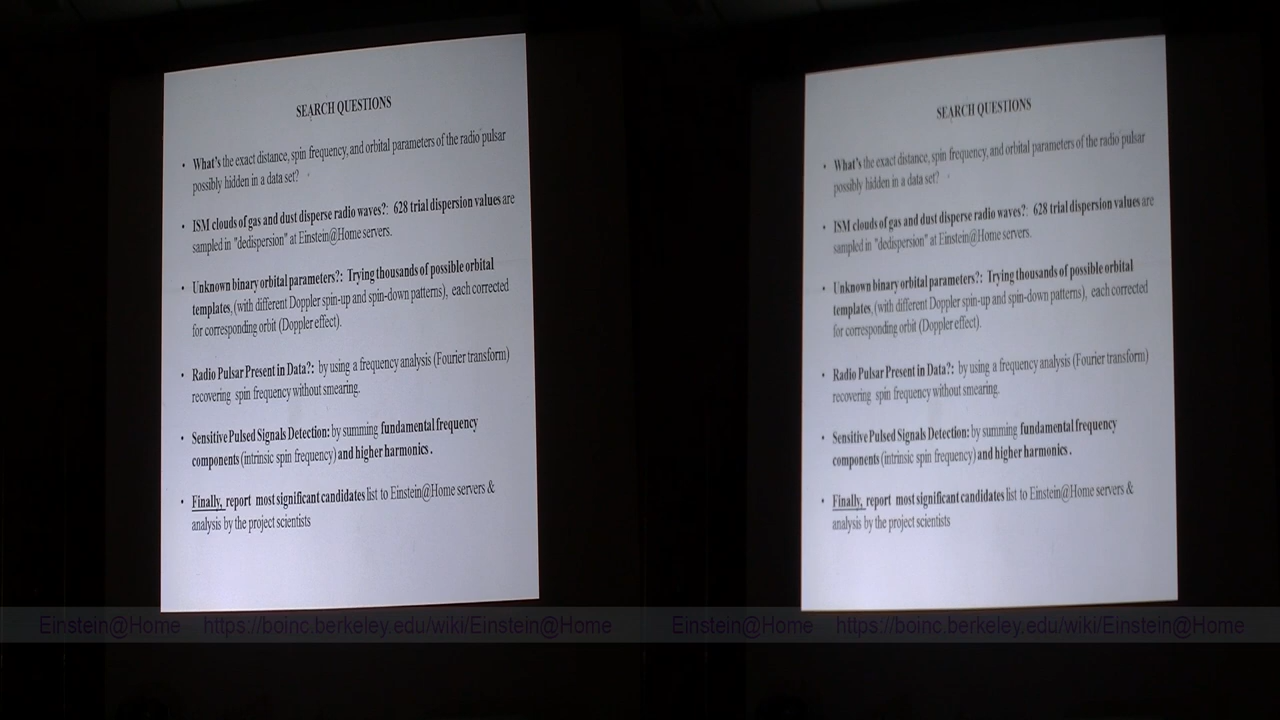 SEARCH QUESTIONS
• What's the exact distance, spin frequency, and orbital parameters of the radio pulsar
possibly hidden in a data set?
• ISM clouds of gas and dust disperse radio waves?: 628 trial dispersion values are
sampled in "dedispersion" at Einstein@Home servers.
• Unknown binary orbital parameters?: Trying thousands of possible orbital
templates, (with different Doppler spin-up and spin-down patterns), each corrected
for corresponding orbit (Doppler effect).
• Radio Pulsar Present in Data?: by using a frequency analysis (Fourier transform)
recovering spin frequency without smearing.
• Sensitive Pulsed Signals Detection: by summing fundamental frequency
components (intrinsic spin frequency) and higher harmonics.
• Finally, report most significant candidates list to Einstein@Home servers &
analysis by the project scientists
Einstein@Home https://boinc.berkeley.edu/wiki/Einstein@Home
SEARCH QUESTIONS
• What's the exact distance, spin frequency, and orbital parameters of the radio pulsar
possibly hidden in a data set?
• ISM clouds of gas and dust disperse radio waves?: 628 trial dispersion values are
sampled in "dedispersion" at Einstein@Home servers.
• Unknown binary orbital parameters?: Trying thousands of possible orbital
templates, (with different Doppler spin-up and spin-down patterns), each corrected
for corresponding orbit (Doppler effect).
• Radio Pulsar Present in Data?: by using a frequency analysis (Fourier transform)
recovering spin frequency without smearing.
• Sensitive Pulsed Signals Detection: by summing fundamental frequency
components (intrinsic spin frequency) and higher harmonics.
• Finally, report most significant candidates list to Einstein@Home servers &
analysis by the project scientists
Einstein@Home https://boinc.berkeley.edu/wiki/Einstein@Home